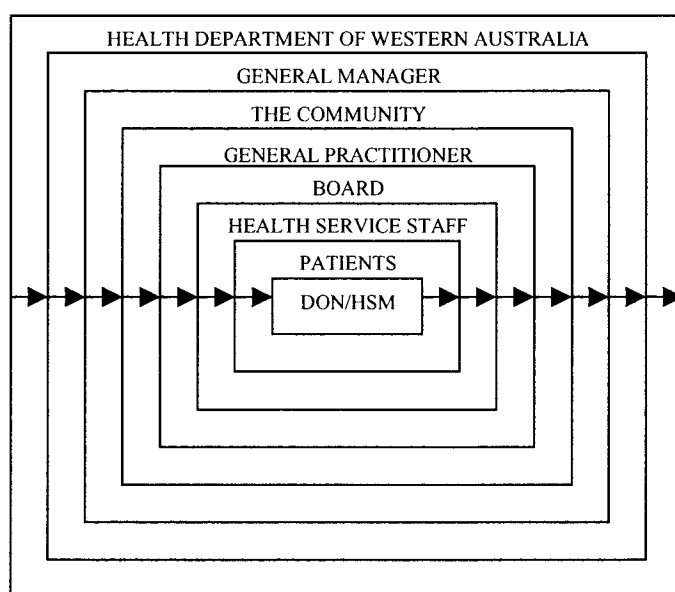 HEALTH DEPARTMENT OF WESTERN AUSTRALIA
GENERAL MANAGER
THE COMMUNITY
GENERAL PRACTITIONER
BOARD
HEALTH SERVICE STAFF
PATIENTS
DON/HSM